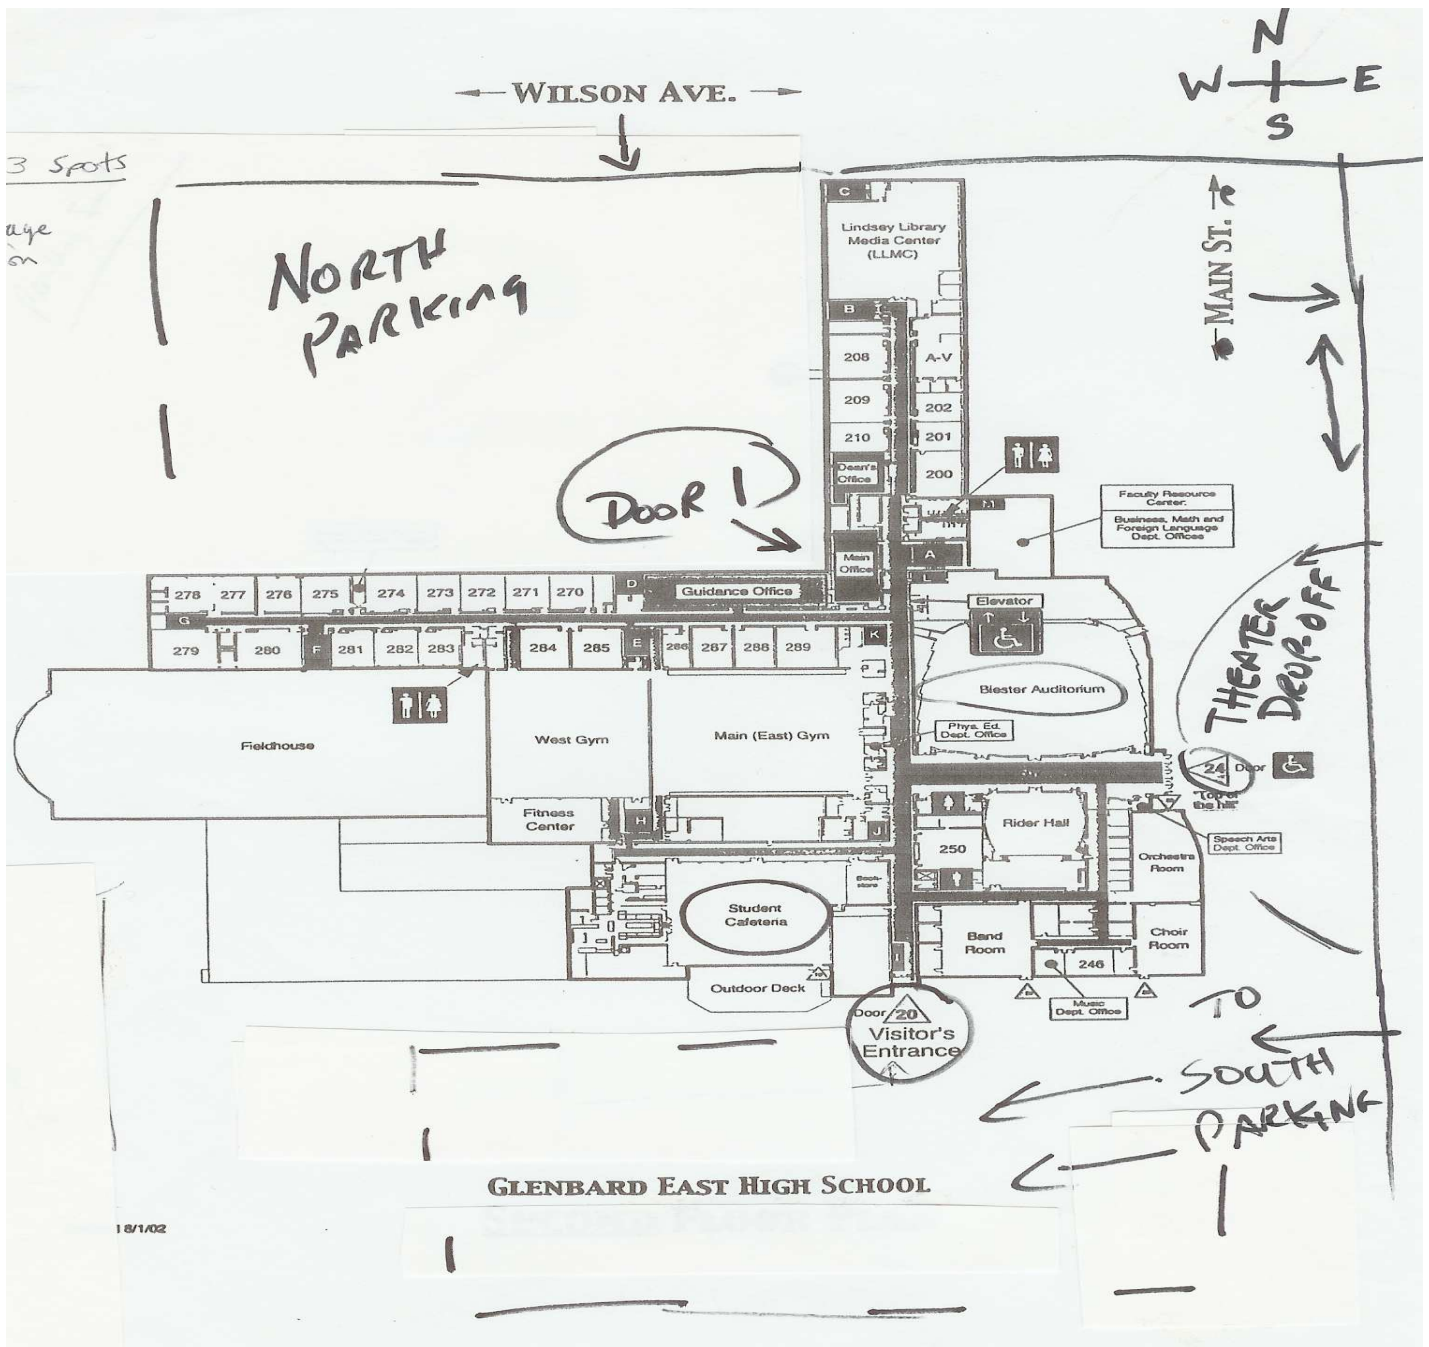 N
W E
S
WILSON AVE.
3 Spots
NORTH
PARKING
MAIN ST.
C
Lindsey Library
Media Center
(LLMC)
B
208
A-V
209
202
210
201
Dean's
Office
200
DOOR 1
M
Faculty Resource
Center.
Business, Math and
Foreign Language
Dept. Offices
Main
Office
A
L
278
277
276
275
274
273
272
271
270
D
Guidance Office
Elevator
G
279
280
F
281
282
283
284
285
E
286
287
288
289
K
THEATER
DROP-OFF
Biester Auditorium
Phys. Ed.
Dept. Office
Fieldhouse
West Gym
Main (East) Gym
24
Door
"Top of
the hill"
Fitness
Center
H
J
Rider Hall
Speech Arts
Dept. Office
250
Orchestra
Room
Book-
store
Student
Cafeteria
Band
Room
Choir
Room
246
Outdoor Deck
Music
Dept. Office
Door 20
Visitor's
Entrance
TO
SOUTH
PARKING
GLENBARD EAST HIGH SCHOOL
8/1/02